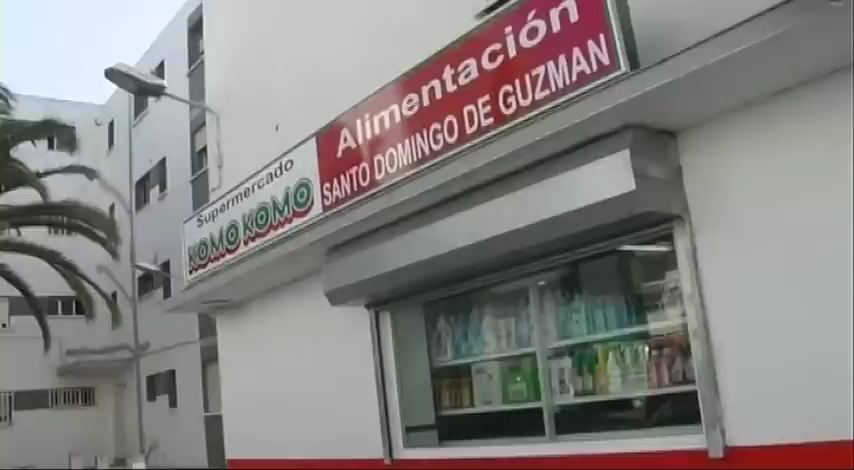 Supermercado
KOMO KOMO
Alimentación
SANTO DOMINGO DE GUZMAN